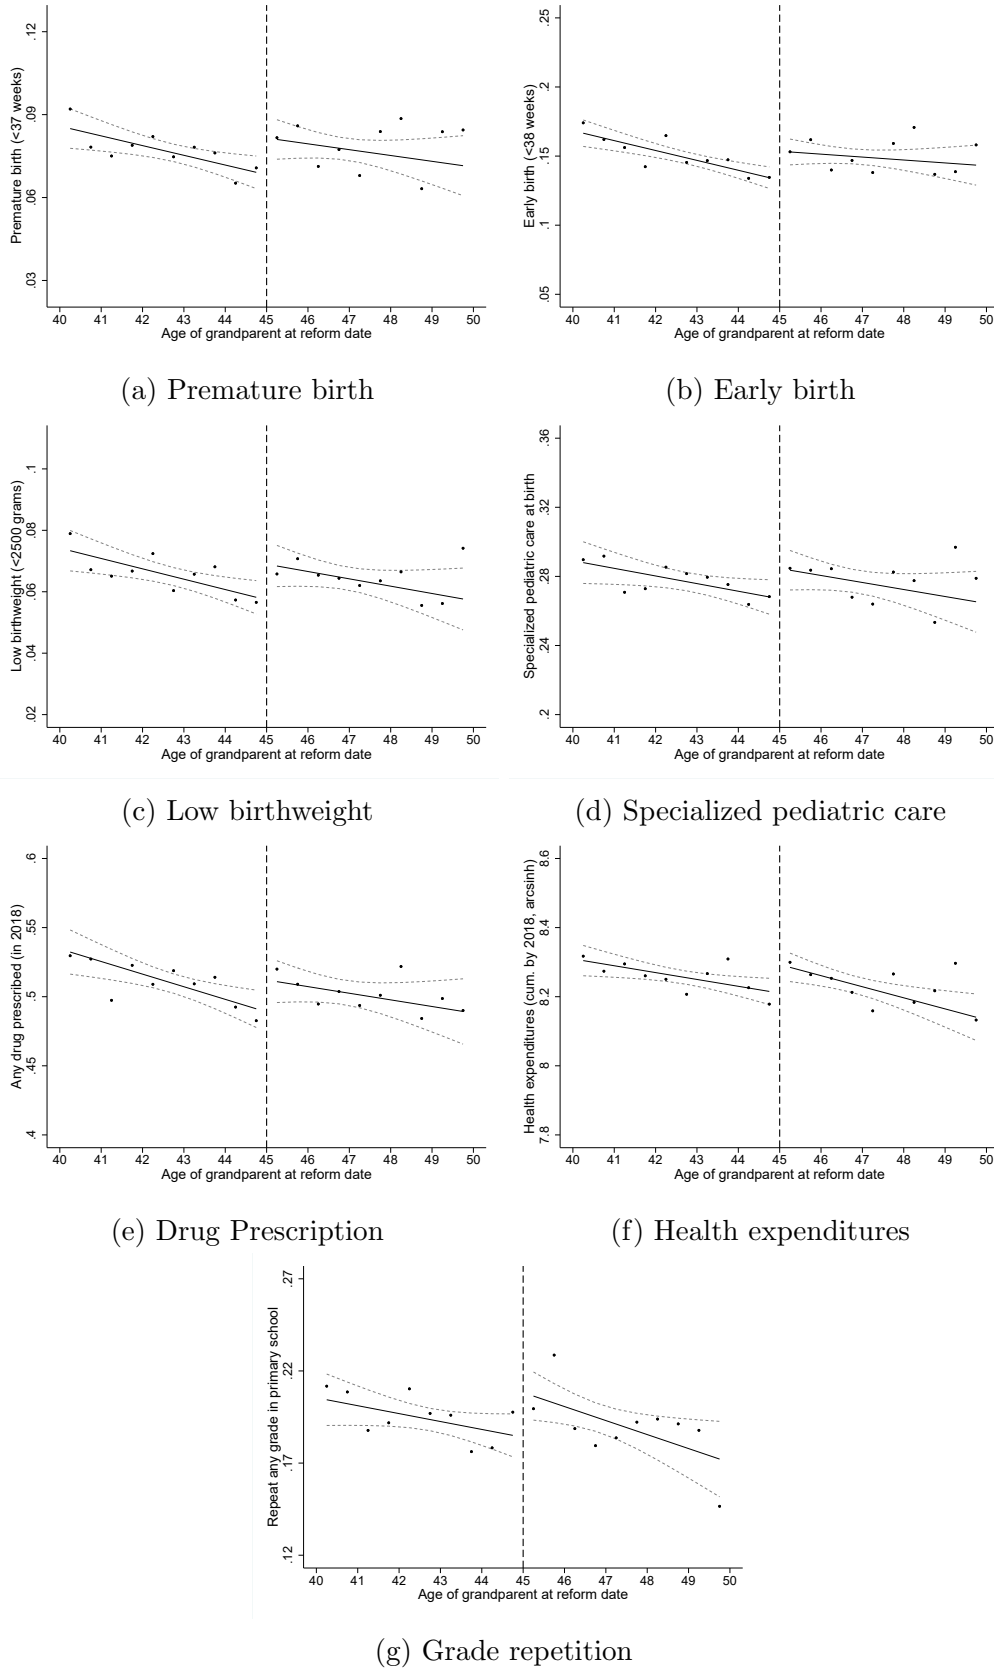 Premature birth (<37 weeks)
.12
.09
.06
.03
40 41 42 43 44 45 46 47 48 49 50
Age of grandparent at reform date
(a) Premature birth
Early birth (<38 weeks)
.25
.2
.15
.1
.05
40 41 42 43 44 45 46 47 48 49 50
Age of grandparent at reform date
(b) Early birth
Low birthweight (<2500 grams)
.1
.08
.06
.04
.02
40 41 42 43 44 45 46 47 48 49 50
Age of grandparent at reform date
(c) Low birthweight
Specialized pediatric care at birth
.36
.32
.28
.24
.2
40 41 42 43 44 45 46 47 48 49 50
Age of grandparent at reform date
(d) Specialized pediatric care
Any drug prescribed (in 2018)
.6
.55
.5
.45
.4
40 41 42 43 44 45 46 47 48 49 50
Age of grandparent at reform date
(e) Drug Prescription
Health expenditures (cum. by 2018, arcsinh)
8.6
8.4
8.2
8
7.8
40 41 42 43 44 45 46 47 48 49 50
Age of grandparent at reform date
(f) Health expenditures
Repeat any grade in primary school
.27
.22
.17
.12
40 41 42 43 44 45 46 47 48 49 50
Age of grandparent at reform date
(g) Grade repetition